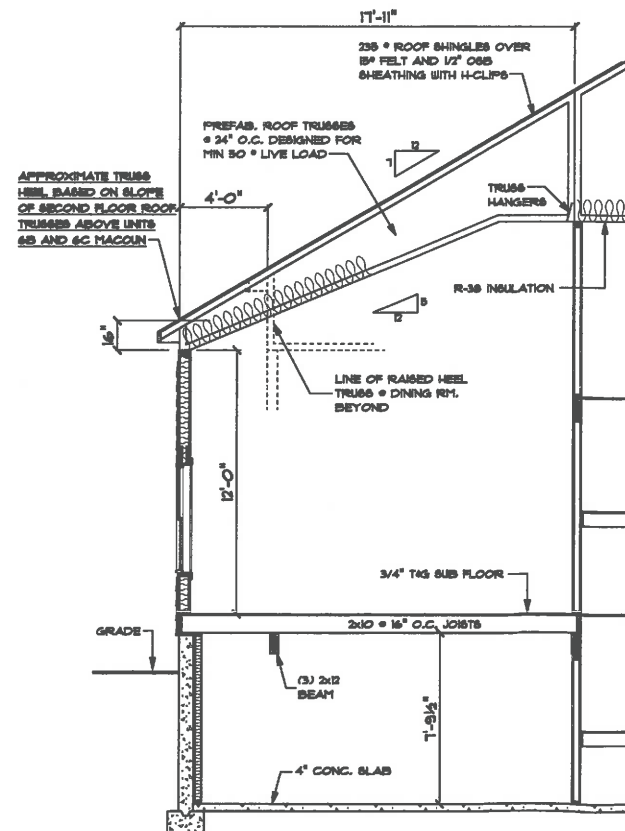 17'-11"
235 # ROOF SHINGLES OVER
15# FELT AND 1/2" OSB
SHEATHING WITH H-CLIPS
PREFAB. ROOF TRUSSES
@ 24" O.C. DESIGNED FOR
MIN 50 # LIVE LOAD
12
7
APPROXIMATE TRUSS
HEEL BASED ON SLOPE
OF SECOND FLOOR ROOF
TRUSSES ABOVE UNITS
6B AND 6C MACOUN
4'-0"
TRUSS
HANGERS
R-38 INSULATION
5
12
16"
LINE OF RAISED HEEL
TRUSS @ DINING RM.
BEYOND
12'-0"
3/4" T&G SUB FLOOR
2x10 @ 16" O.C. JOISTS
GRADE
(3) 2x12
BEAM
7'-9 1/2"
4" CONC. SLAB